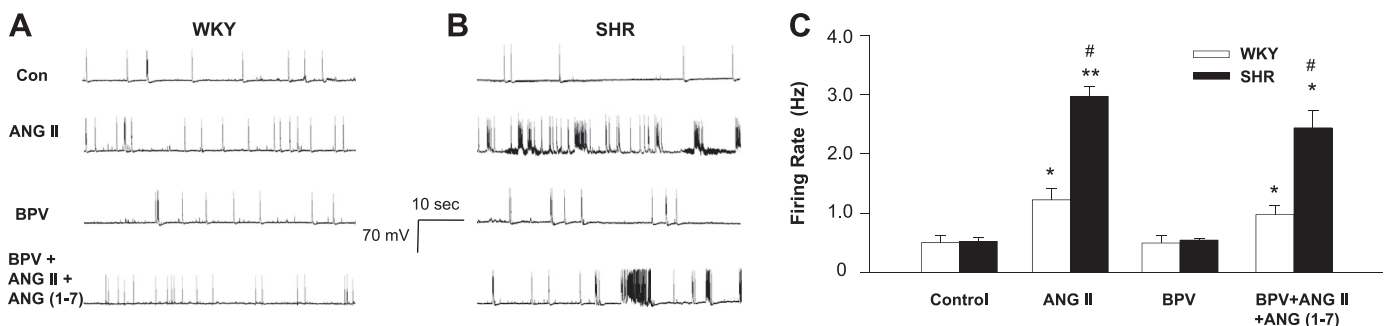 A
WKY
Con
ANG II
BPV
BPV +
ANG II +
ANG (1-7)
10 sec
70 mV
B
SHR
C
Firing Rate (Hz)
4.0
3.0
2.0
1.0
0
WKY
SHR
*
#
**
*
#
*
Control
ANG II
BPV
BPV+ANG II
+ANG (1-7)